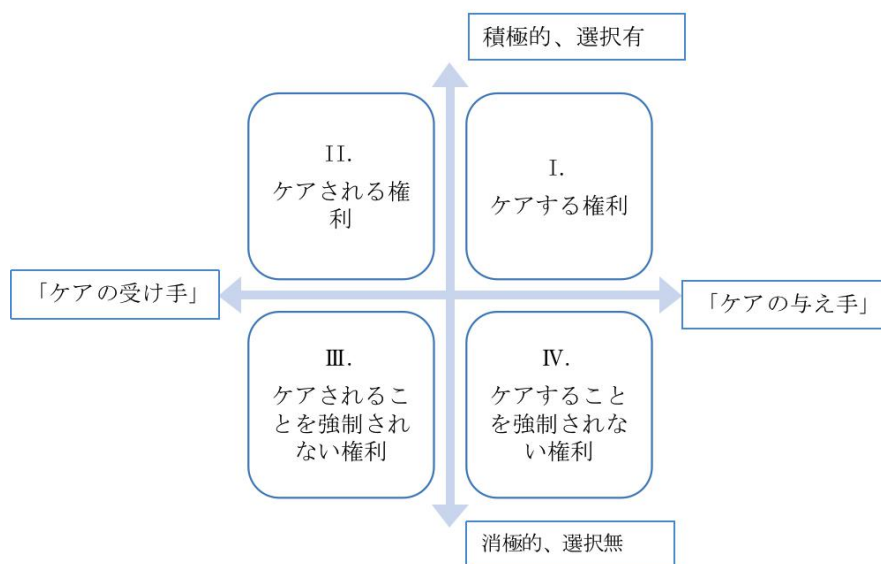 積極的、選択有
II.
ケアされる権
利
I.
ケアする権利
「ケアの受け手」
「ケアの与え手」
Ⅲ.
ケアされるこ
とを強制され
ない権利
Ⅳ.
ケアすること
を強制されな
い権利
消極的、選択無